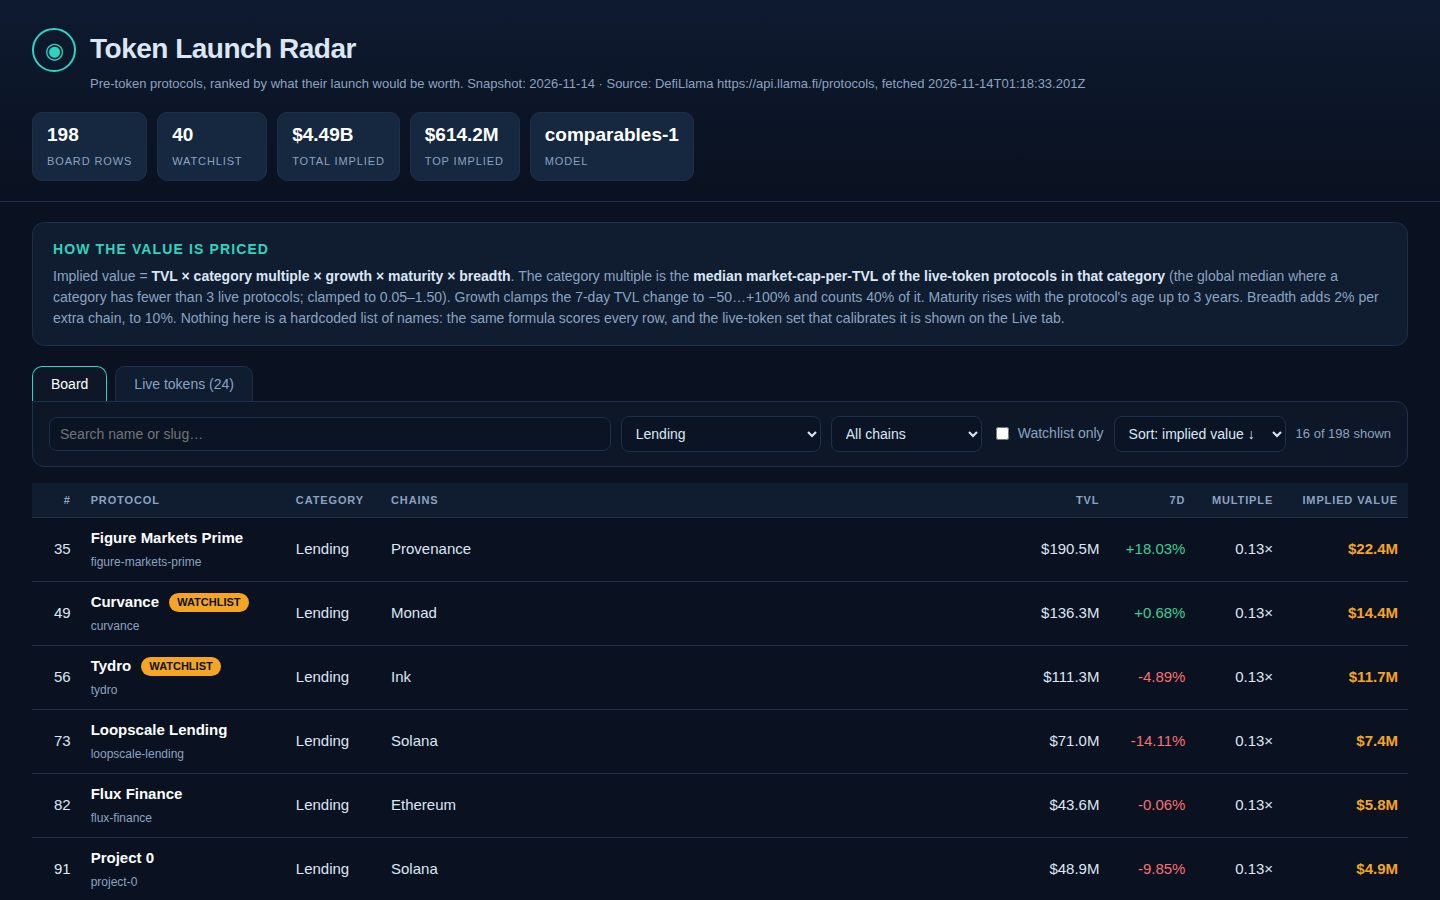 Token Launch Radar
Pre-token protocols, ranked by what their launch would be worth. Snapshot: 2026-11-14 · Source: DefiLlama https://api.llama.fi/protocols, fetched 2026-11-14T01:18:33.201Z
198
BOARD ROWS
40
WATCHLIST
$4.49B
TOTAL IMPLIED
$614.2M
TOP IMPLIED
comparables-1
MODEL
HOW THE VALUE IS PRICED
Implied value = TVL × category multiple × growth × maturity × breadth. The category multiple is the median market-cap-per-TVL of the live-token protocols in that category (the global median where a
category has fewer than 3 live protocols; clamped to 0.05–1.50). Growth clamps the 7-day TVL change to −50…+100% and counts 40% of it. Maturity rises with the protocol's age up to 3 years. Breadth adds 2% per
extra chain, to 10%. Nothing here is a hardcoded list of names: the same formula scores every row, and the live-token set that calibrates it is shown on the Live tab.
Board
Live tokens (24)
Search name or slug…
Lending
All chains
Watchlist only
Sort: implied value ↓
16 of 198 shown
# PROTOCOL CATEGORY CHAINS TVL 7D MULTIPLE IMPLIED VALUE
35 Figure Markets Prime Lending Provenance $190.5M +18.03% 0.13× $22.4M
figure-markets-prime
49 Curvance WATCHLIST Lending Monad $136.3M +0.68% 0.13× $14.4M
curvance
56 Tydro WATCHLIST Lending Ink $111.3M -4.89% 0.13× $11.7M
tydro
73 Loopscale Lending Lending Solana $71.0M -14.11% 0.13× $7.4M
loopscale-lending
82 Flux Finance Lending Ethereum $43.6M -0.06% 0.13× $5.8M
flux-finance
91 Project 0 Lending Solana $48.9M -9.85% 0.13× $4.9M
project-0